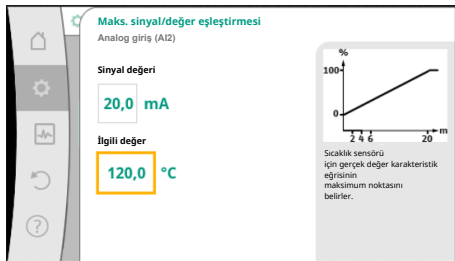 Maks. sinyal/değer eşleştirmesi
Analog giriş (AI2)
Sinyal değeri
20,0 mA
İlgili değer
120,0 °C
%
100
0
2 4 6 20 m
Sıcaklık sensörü
için gerçek değer karakteristik
eğrisinin
maksimum noktasını
belirler.